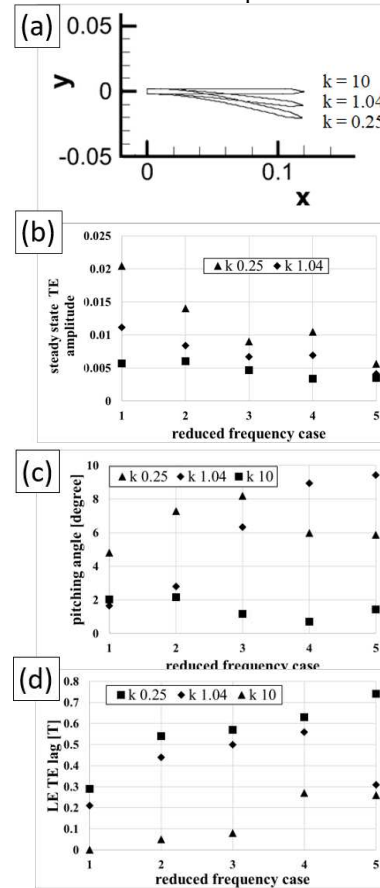 (a)
0.05
y
0
k = 10
k = 1.04
k = 0.25
-0.05
0
0.1
x
(b)
0.025
▲ k 0.25 ◆ k 1.04
0.02
0.015
0.01
0.005
0
steady state TE
amplitude
1 2 3 4 5
reduced frequency case
(c)
10
▲ k 0.25 ◆ k 1.04 ■ k 10
8
6
4
2
0
pitching angle [degree]
1 2 3 4 5
reduced frequency case
(d)
0.8
■ k 0.25 ◆ k 1.04 ▲ k 10
0.7
0.6
0.5
0.4
0.3
0.2
0.1
0
LE TE lag [T]
1 2 3 4 5
reduced frequency case